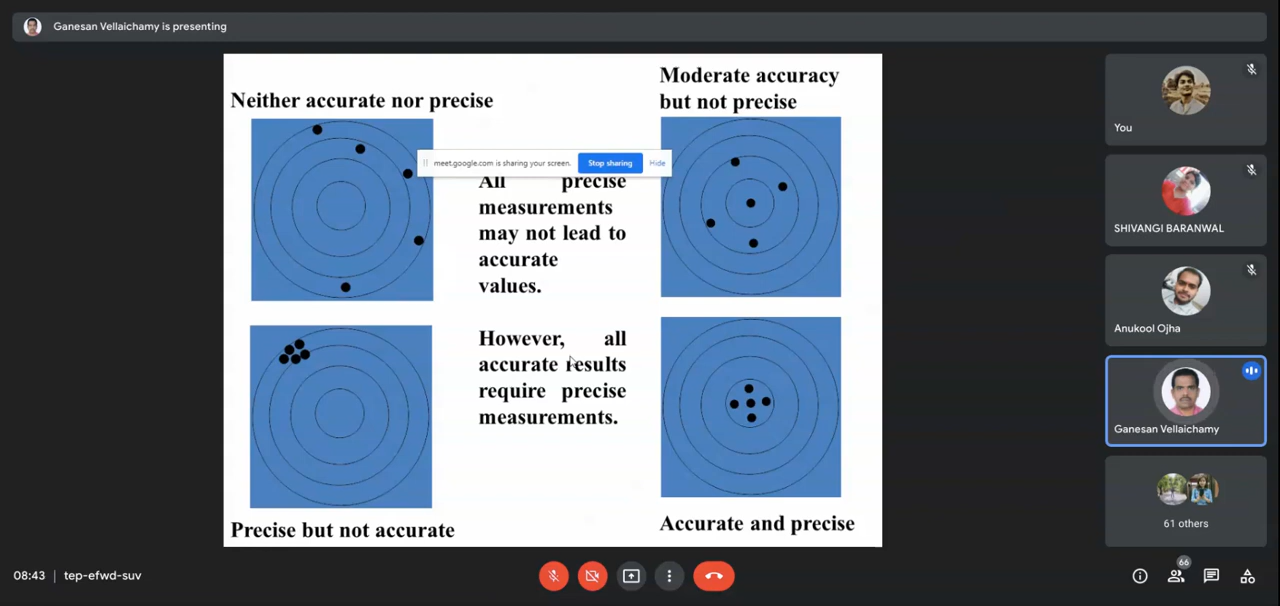 Ganesan Vellaichamy is presenting
Neither accurate nor precise
Moderate accuracy
but not precise
meet.google.com is sharing your screen.
Stop sharing
Hide
All precise
measurements
may not lead to
accurate
values.
However, all
accurate results
require precise
measurements.
Precise but not accurate
Accurate and precise
You
SHIVANGI BARANWAL
Anukool Ojha
Ganesan Vellaichamy
61 others
08:43 | tep-efwd-suv
66